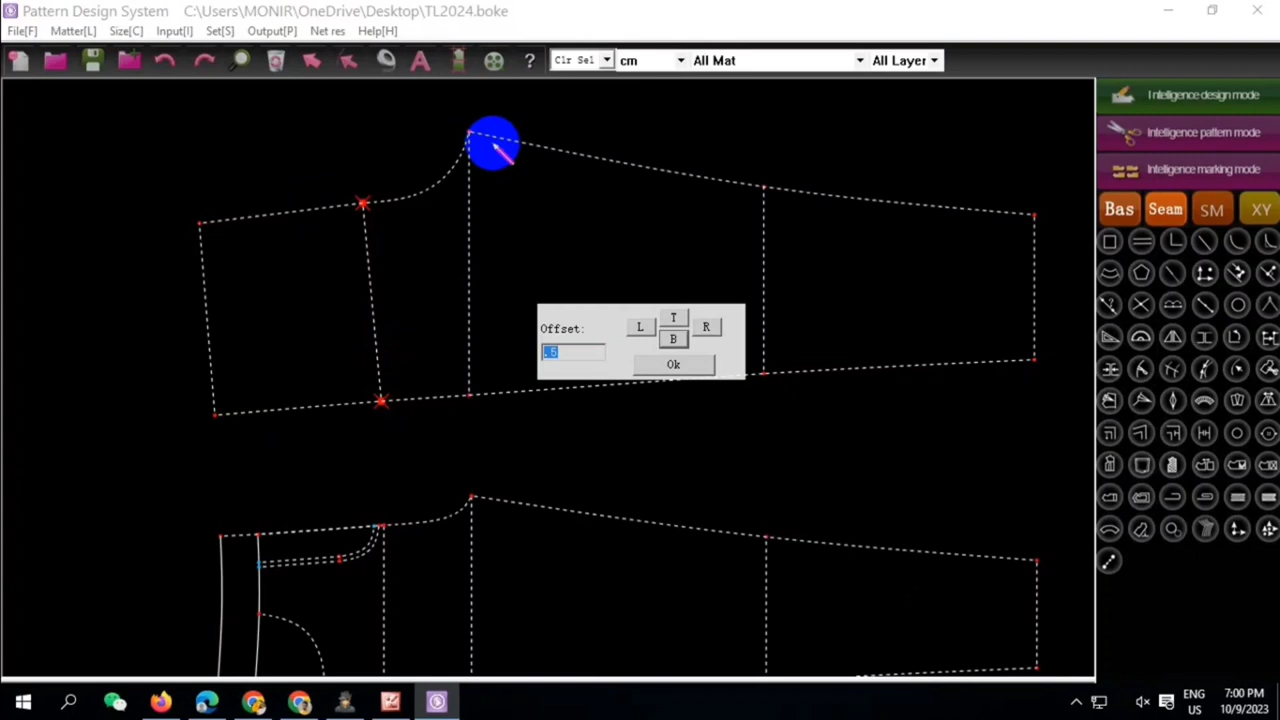 Pattern Design System C:\Users\MONIR\OneDrive\Desktop\TL2024.boke
File[F] Matter[L] Size[C] Input[I] Set[S] Output[P] Net res Help[H]
A ? Clr Sel cm All Mat All Layer
Intelligence design mode
Intelligence pattern mode
Intelligence marking mode
Bas Seam SM XY
Offset:
L T R
B
.5
Ok
ENG
US
7:00 PM
10/9/2023